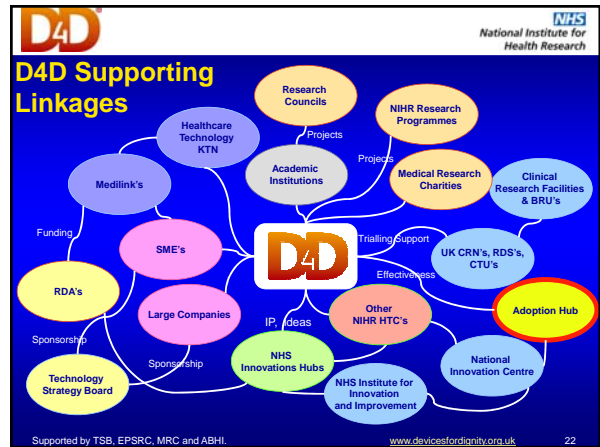 D4D
NHS
National Institute for
Health Research
D4D Supporting
Linkages
Research
Councils
NIHR Research
Programmes
Healthcare
Technology
KTN
Projects
Projects
Academic
Institutions
Medical Research
Charities
Clinical
Research Facilities
& BRU's
Medilink's
Funding
SME's
D4D
Trialling Support
UK CRN's, RDS's,
CTU's
Effectiveness
RDA's
Large Companies
IP, Ideas
Other
NIHR HTC's
Adoption Hub
Sponsorship
Sponsorship
NHS
Innovations Hubs
National
Innovation Centre
Technology
Strategy Board
NHS Institute for
Innovation
and Improvement
Supported by TSB, EPSRC, MRC and ABHI.
www.devicesfordignity.org.uk
22